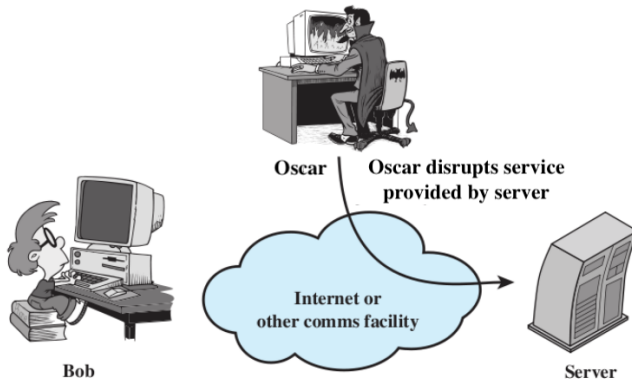 Oscar
Oscar disrupts service
provided by server
Internet or
other comms facility
Bob
Server